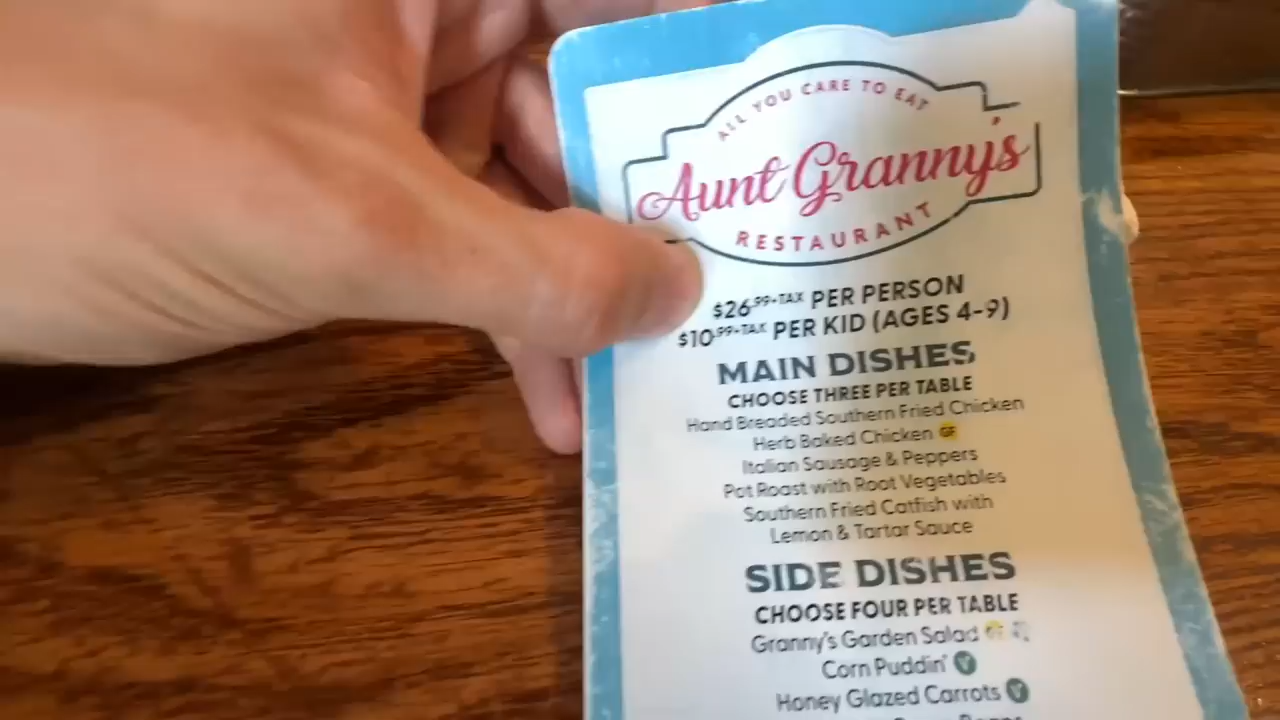 ALL YOU CARE TO EAT
Aunt Granny's
RESTAURANT
$26.99+TAX PER PERSON
$10.99+TAX PER KID (AGES 4-9)
MAIN DISHES
CHOOSE THREE PER TABLE
Hand Breaded Southern Fried Chicken
Herb Baked Chicken GF
Italian Sausage & Peppers
Pot Roast with Root Vegetables
Southern Fried Catfish with
Lemon & Tartar Sauce
SIDE DISHES
CHOOSE FOUR PER TABLE
Granny's Garden Salad
Corn Puddin' V
Honey Glazed Carrots V